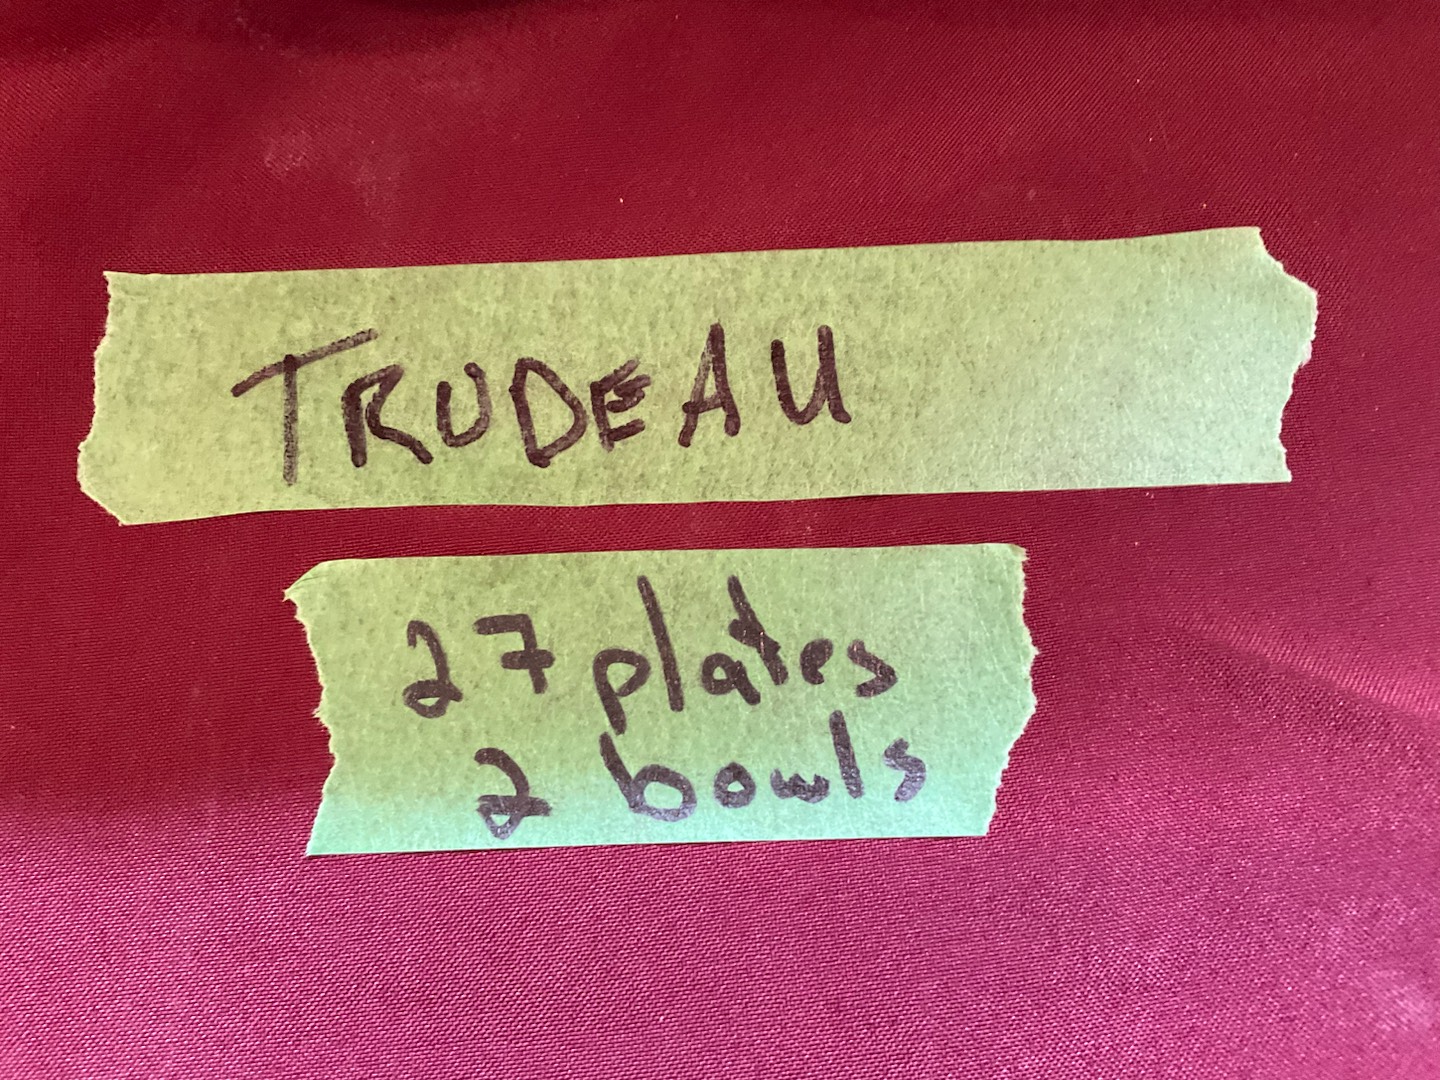 TRUDEAU
27 plates
2 bowls